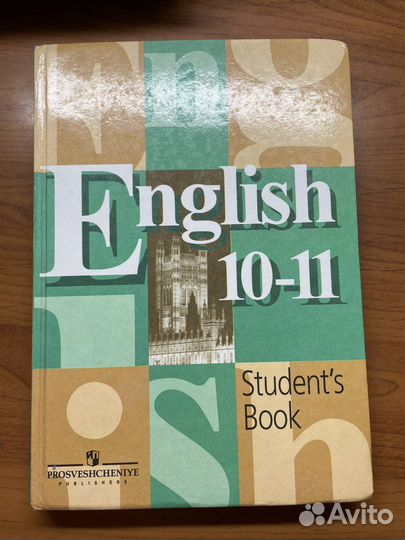 English
10-11
Student's
Book
PROSVESHCHENIYE
PUBLISHERS
Avito